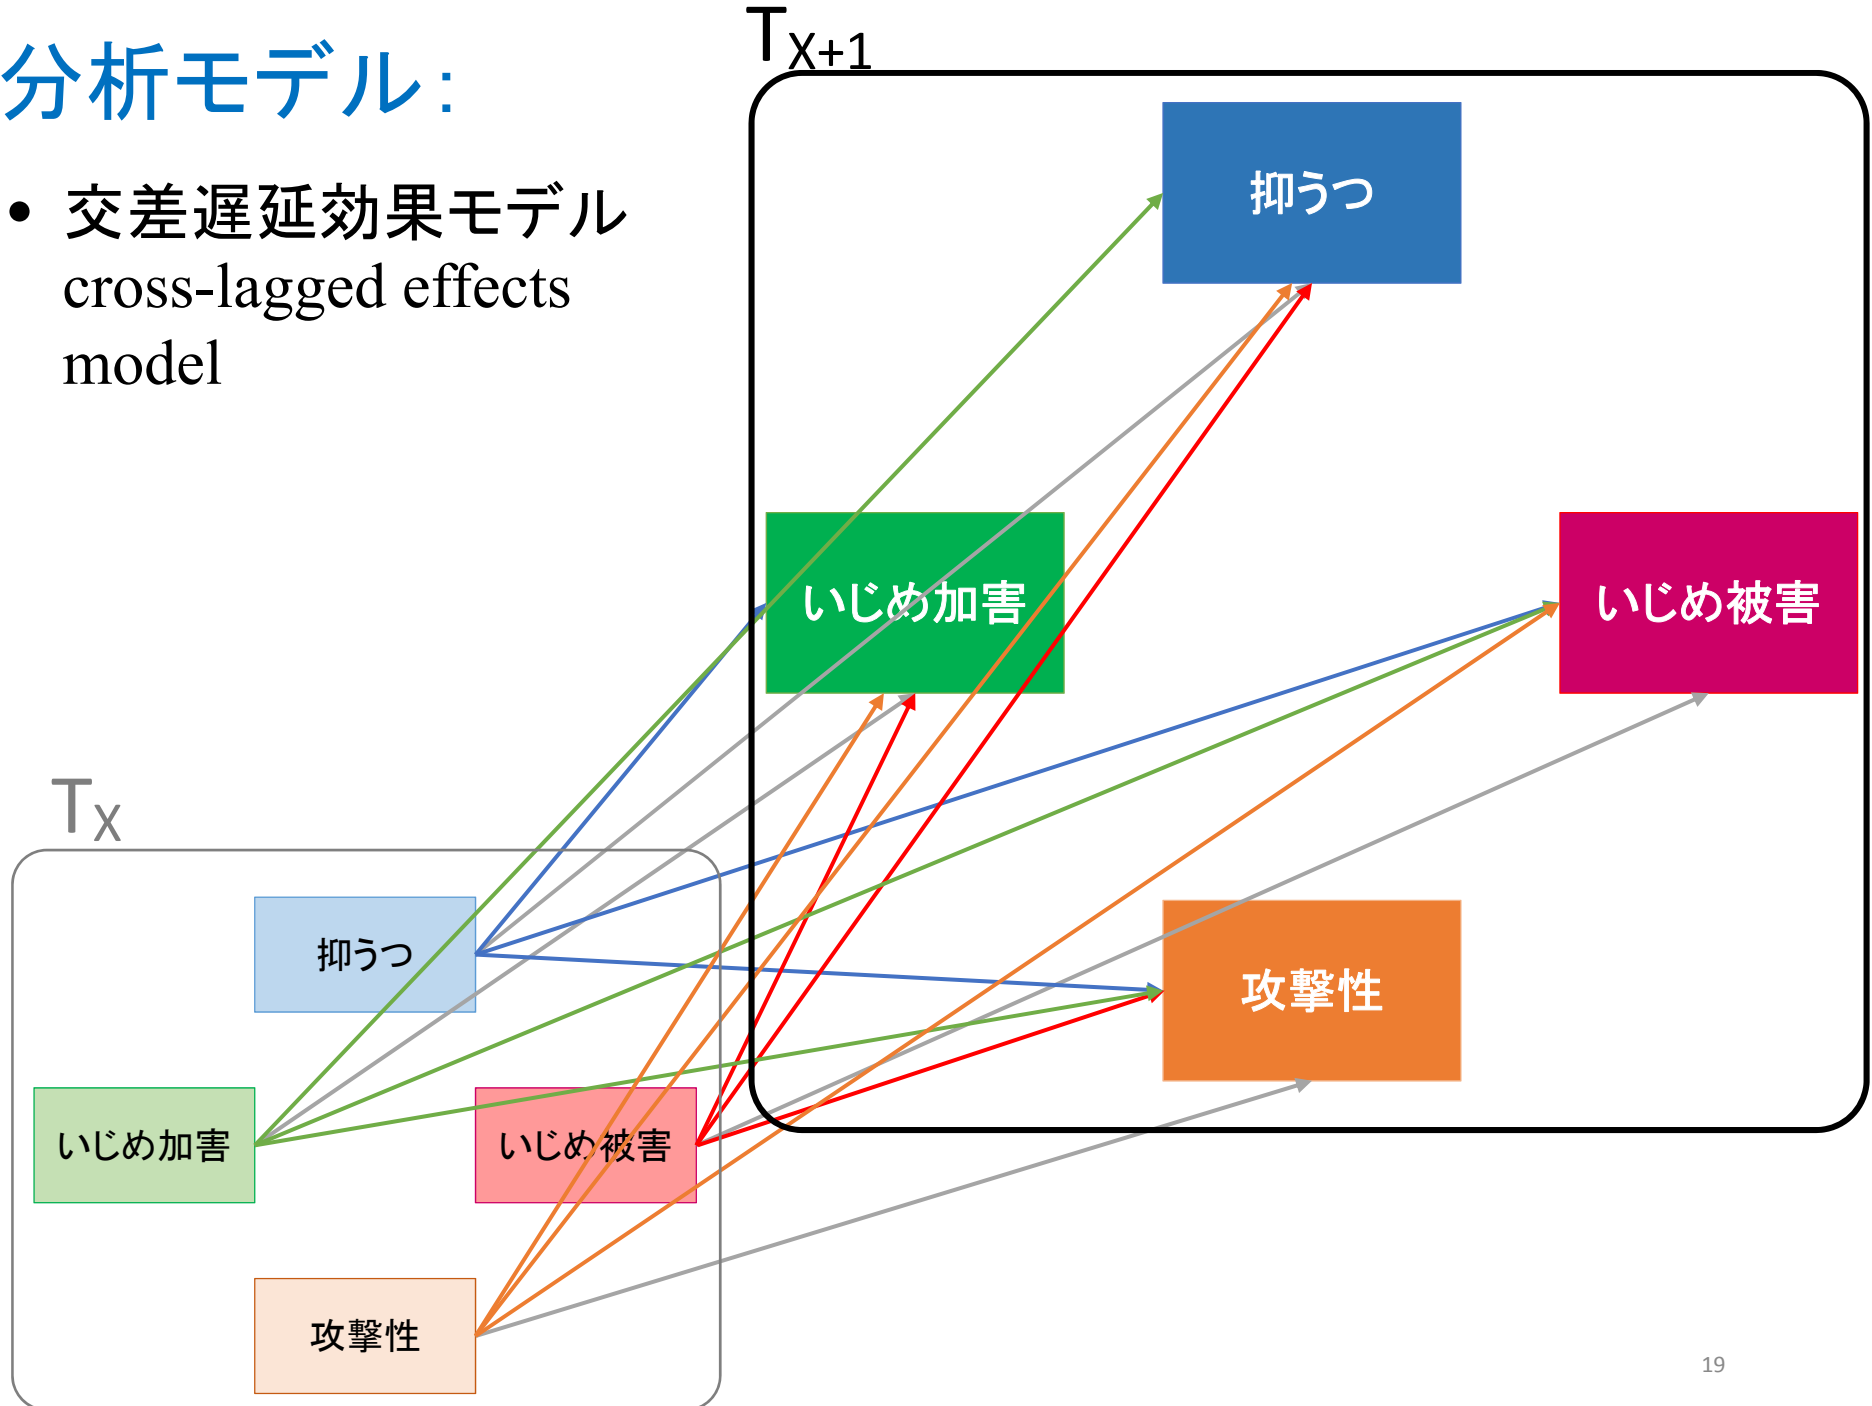 分析モデル:
• 交差遅延効果モデル
cross-lagged effects
model
TX+1
抑うつ
いじめ加害
いじめ被害
攻撃性
TX
抑うつ
いじめ加害
いじめ被害
攻撃性
19